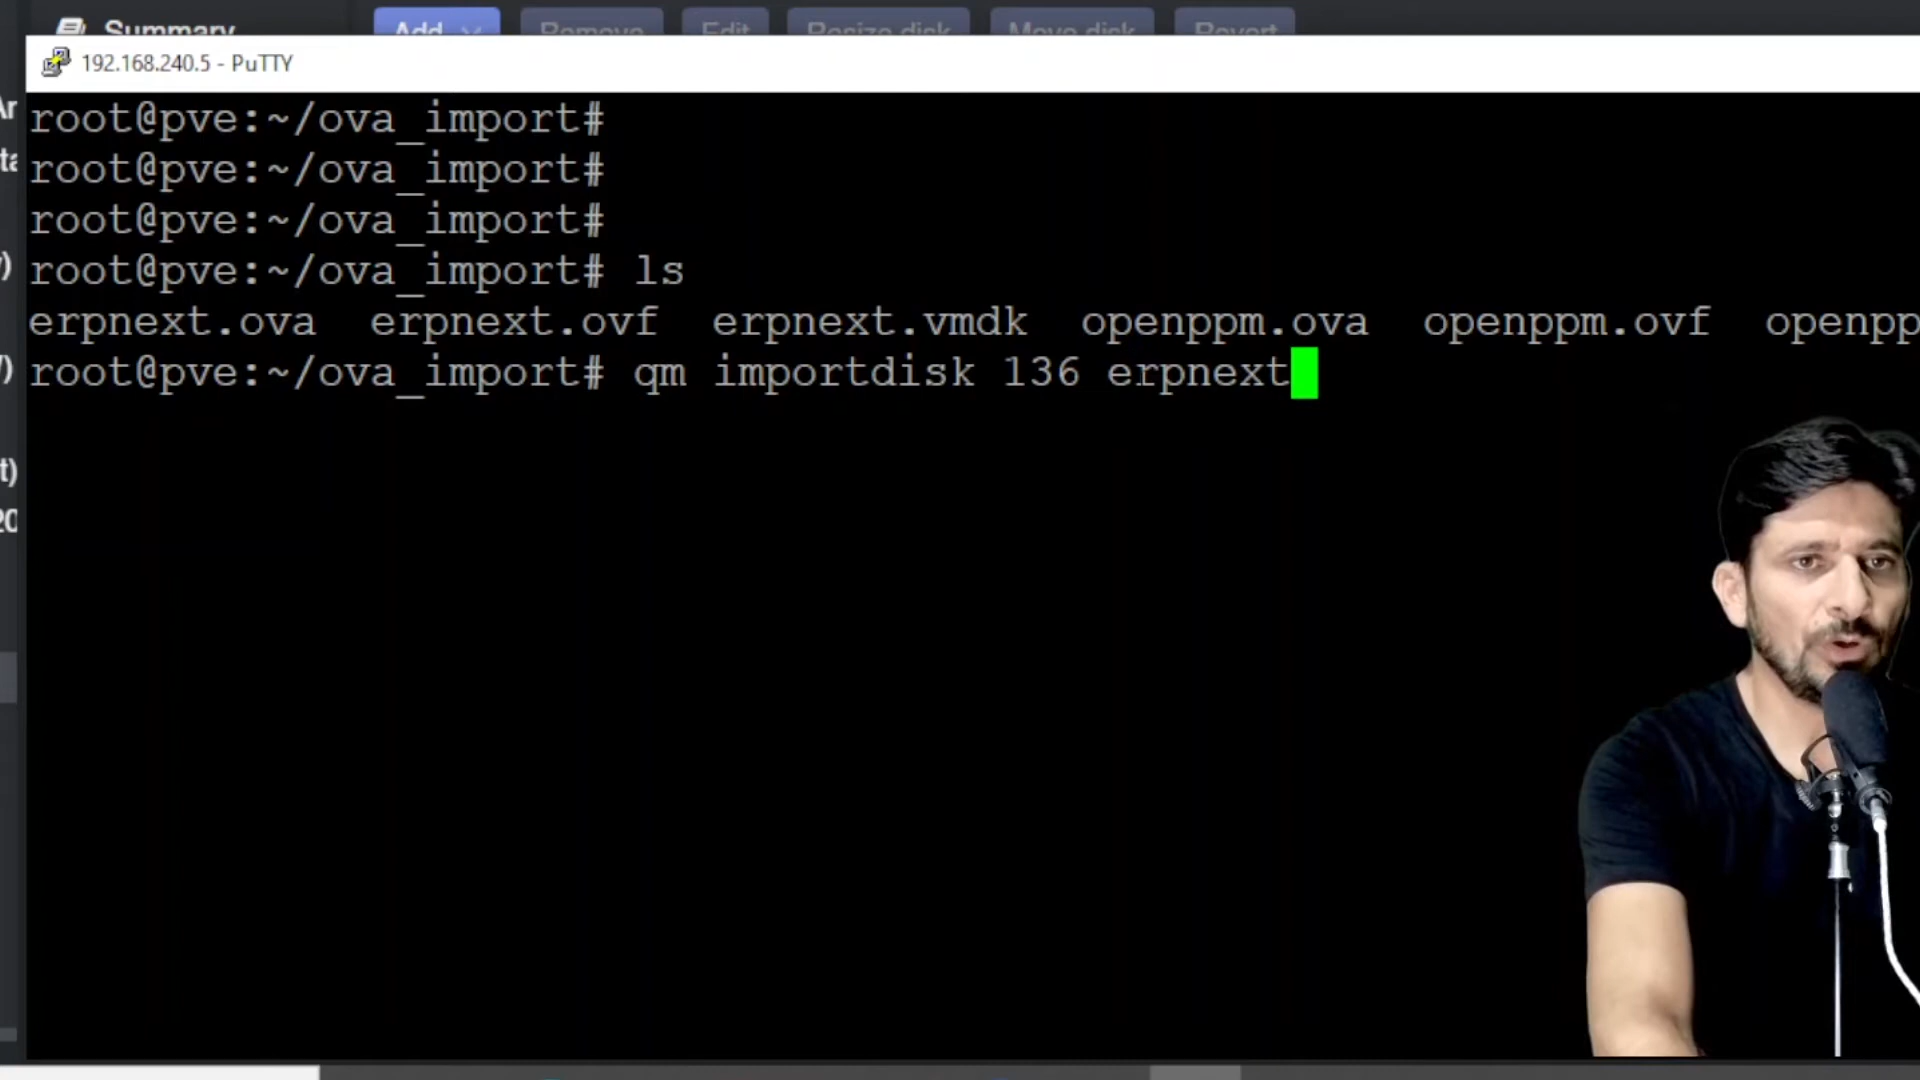 Summary Add Remove Edit Resize disk Move disk Revert
192.168.240.5 - PuTTY
root@pve:~/ova_import#
root@pve:~/ova_import#
root@pve:~/ova_import#
root@pve:~/ova_import# ls
erpnext.ova erpnext.ovf erpnext.vmdk openppm.ova openppm.ovf openpp
root@pve:~/ova_import# qm importdisk 136 erpnext